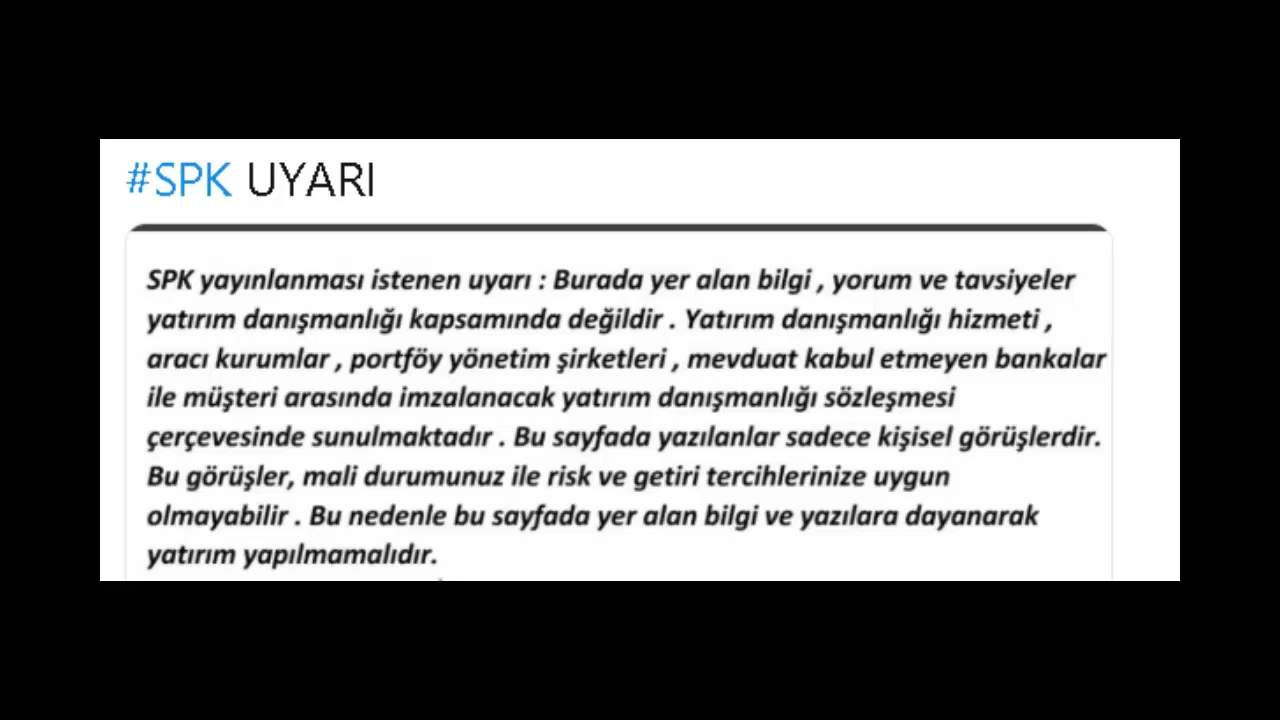 #SPK UYARI
SPK yayınlanması istenen uyarı : Burada yer alan bilgi , yorum ve tavsiyeler
yatırım danışmanlığı kapsamında değildir . Yatırım danışmanlığı hizmeti ,
aracı kurumlar , portföy yönetim şirketleri , mevduat kabul etmeyen bankalar
ile müşteri arasında imzalanacak yatırım danışmanlığı sözleşmesi
çerçevesinde sunulmaktadır . Bu sayfada yazılanlar sadece kişisel görüşlerdir.
Bu görüşler, mali durumunuz ile risk ve getiri tercihlerinize uygun
olmayabilir . Bu nedenle bu sayfada yer alan bilgi ve yazılara dayanarak
yatırım yapılmamalıdır.